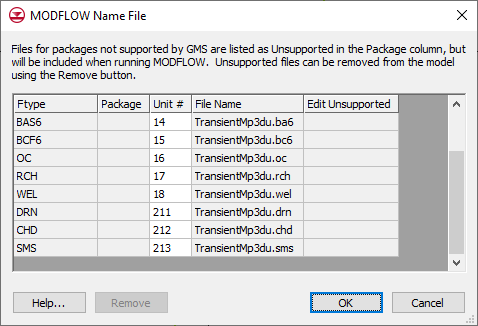 MODFLOW Name File
Files for packages not supported by GMS are listed as Unsupported in the Package column, but
will be included when running MODFLOW.  Unsupported files can be removed from the model
using the Remove button.
Ftype Package Unit # File Name Edit Unsupported
BAS6 14 TransientMp3du.ba6
BCF6 15 TransientMp3du.bc6
OC 16 TransientMp3du.oc
RCH 17 TransientMp3du.rch
WEL 18 TransientMp3du.wel
DRN 211 TransientMp3du.drn
CHD 212 TransientMp3du.chd
SMS 213 TransientMp3du.sms
Help... Remove OK Cancel